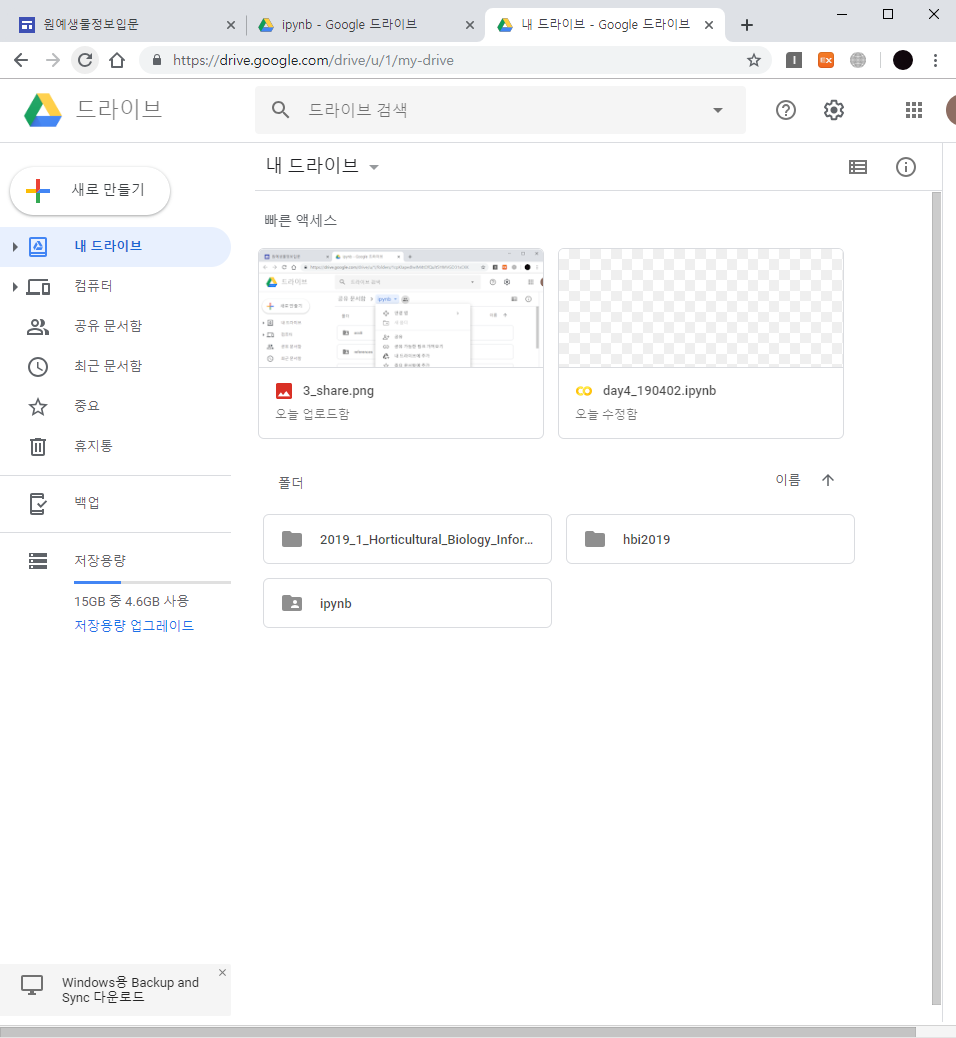 원예생물정보입문
ipynb - Google 드라이브
내 드라이브 - Google 드라이브
https://drive.google.com/drive/u/1/my-drive
드라이브
드라이브 검색
새로 만들기
내 드라이브
컴퓨터
공유 문서함
최근 문서함
중요
휴지통
백업
저장용량
15GB 중 4.6GB 사용
저장용량 업그레이드
Windows용 Backup and
Sync 다운로드
내 드라이브
빠른 액세스
3_share.png
오늘 업로드함
day4_190402.ipynb
오늘 수정함
폴더
이름
2019_1_Horticultural_Biology_Infor...
hbi2019
ipynb